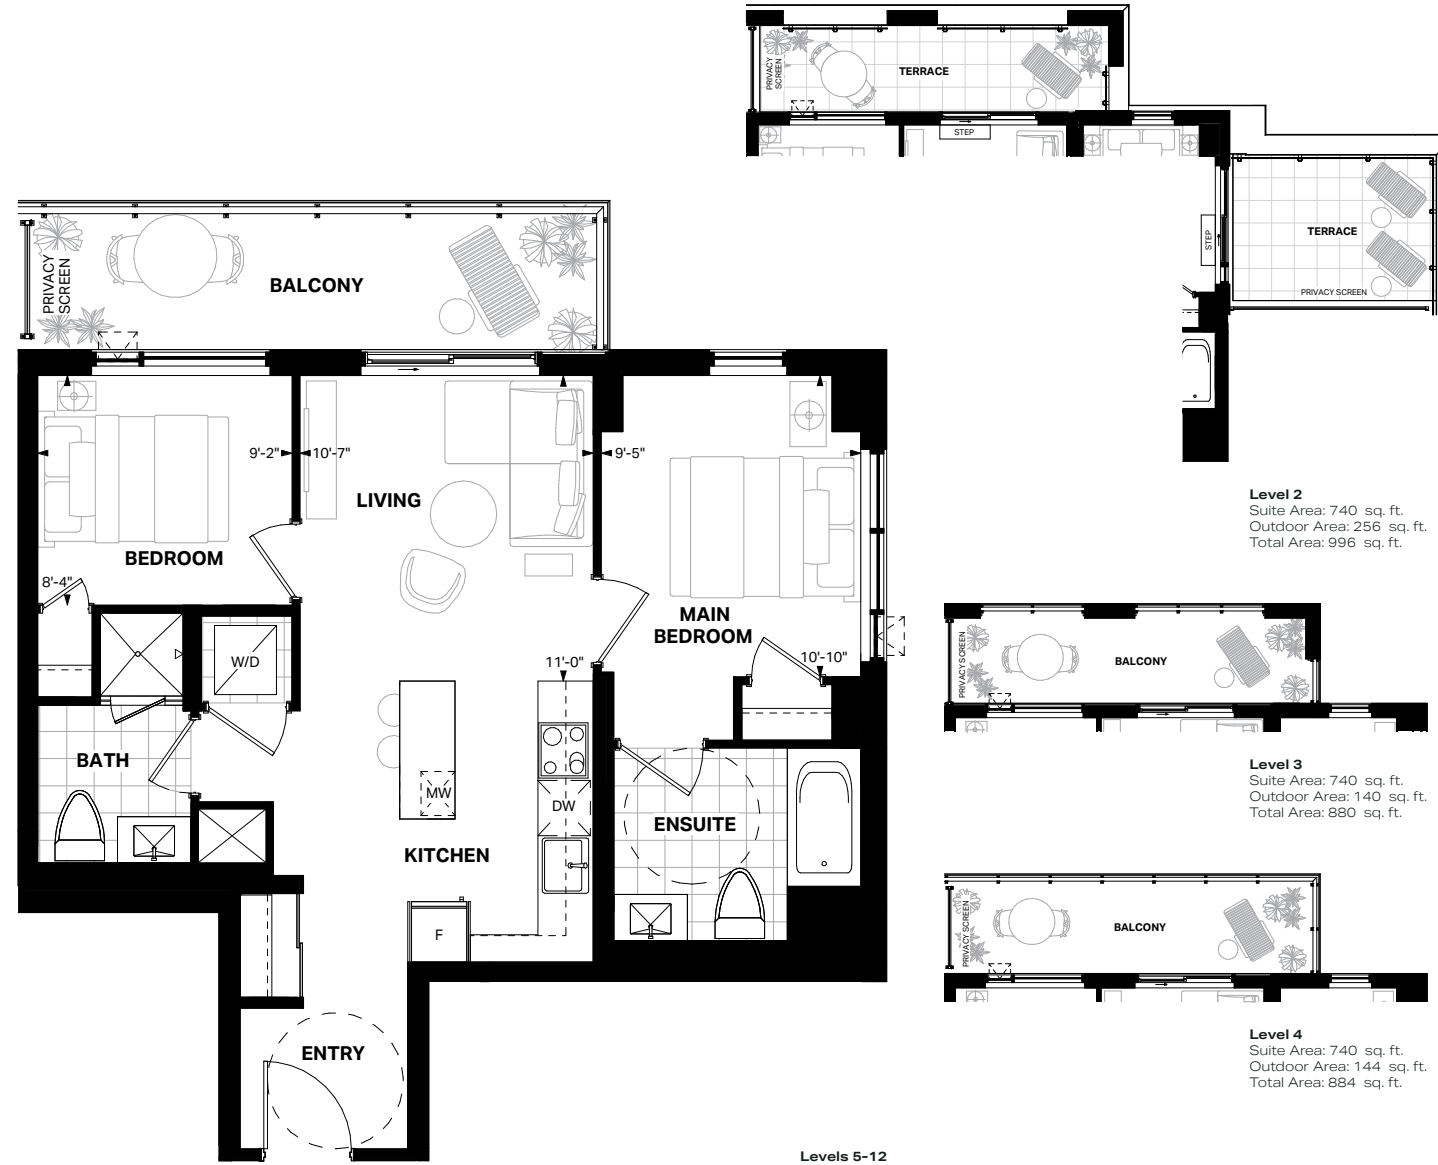 PRIVACY
SCREEN
TERRACE
STEP
STEP
TERRACE
PRIVACY SCREEN
PRIVACY
SCREEN
BALCONY
9'-2"
10'-7"
9'-5"
LIVING
BEDROOM
8'-4"
MAIN
BEDROOM
W/D
11'-0"
10'-10"
BATH
MW
DW
ENSUITE
KITCHEN
F
ENTRY
Level 2
Suite Area: 740 sq. ft.
Outdoor Area: 256 sq. ft.
Total Area: 996 sq. ft.
PRIVACY SCREEN
BALCONY
Level 3
Suite Area: 740 sq. ft.
Outdoor Area: 140 sq. ft.
Total Area: 880 sq. ft.
PRIVACY SCREEN
BALCONY
Level 4
Suite Area: 740 sq. ft.
Outdoor Area: 144 sq. ft.
Total Area: 884 sq. ft.
Levels 5-12